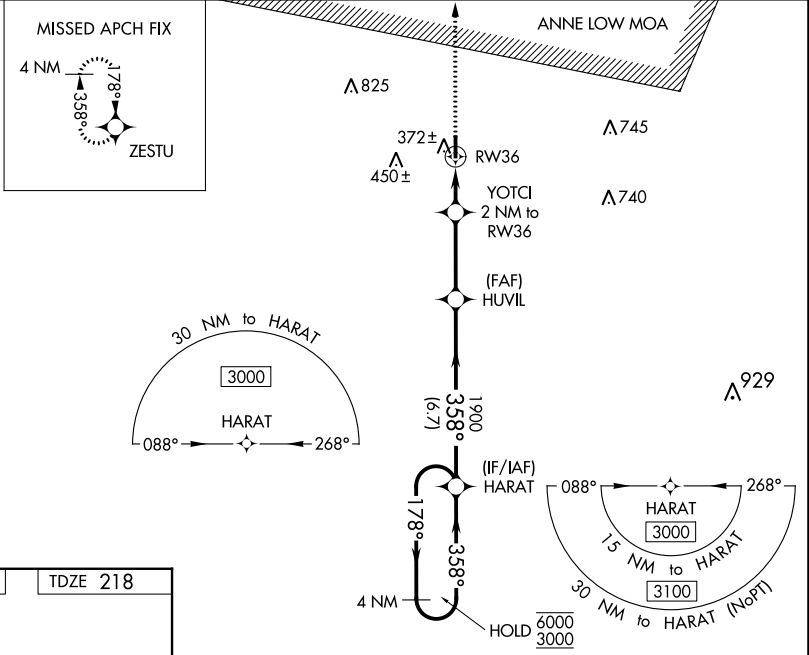 MISSED APCH FIX
4 NM
178°
358°
ZESTU
ANNE LOW MOA
825
745
372±
RW36
450±
YOTCI
2 NM to
RW36
740
(FAF)
HUVIL
30 NM to HARAT
3000
HARAT
088°
268°
929
1900
358°
(6.7)
(IF/IAF)
HARAT
178°
358°
4 NM
HOLD
6000
3000
088°
268°
HARAT
3000
15 NM to HARAT
3100
30 NM to HARAT (NoPT)
TDZE 218